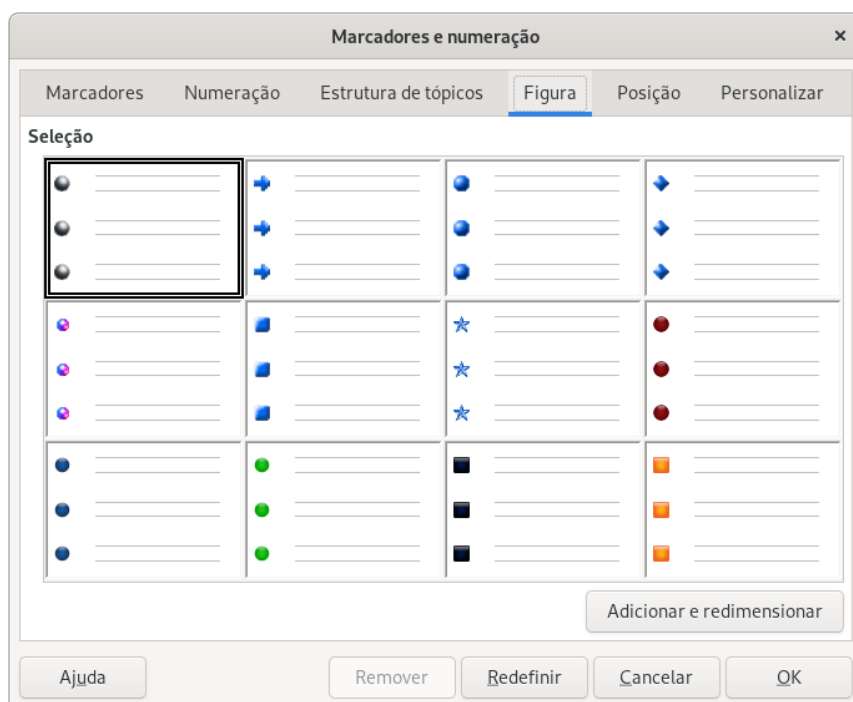 Marcadores e numeração ×
Marcadores Numeração Estrutura de tópicos Figura Posição Personalizar
Seleção
Adicionar e redimensionar
Ajuda Remover Redefinir Cancelar OK